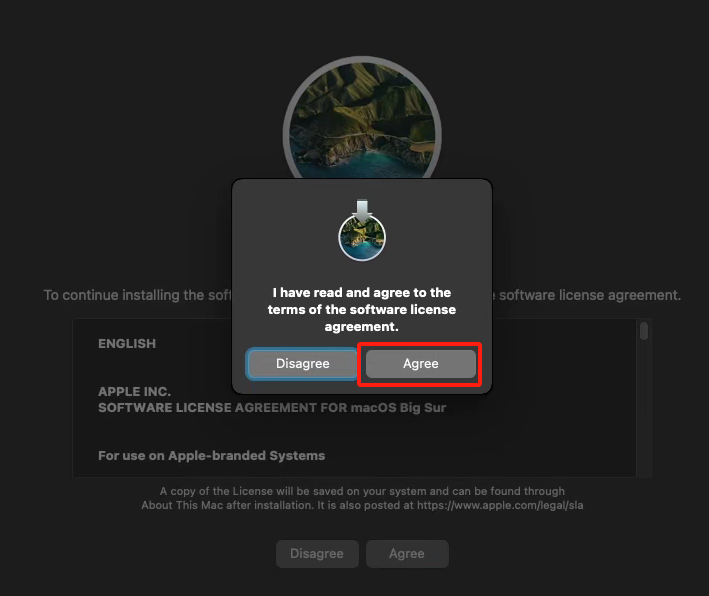 To continue installing the soft
software license agreement.
I have read and agree to the
terms of the software license
agreement.
Disagree
Agree
ENGLISH
APPLE INC.
SOFTWARE LICENSE AGREEMENT FOR macOS Big Sur
For use on Apple-branded Systems
A copy of the License will be saved on your system and can be found through
About This Mac after installation. It is also posted at https://www.apple.com/legal/sla
Disagree
Agree